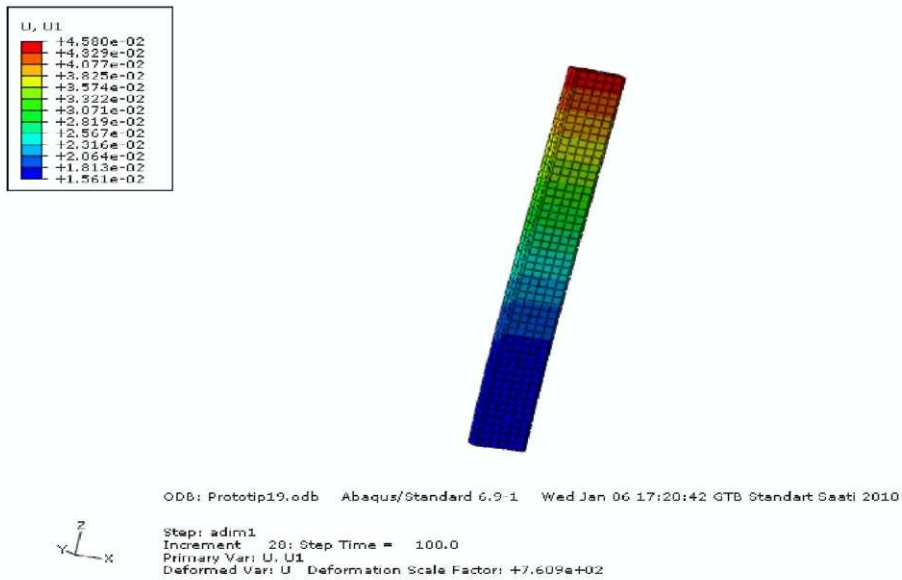 U, U1
+4.580e-02
+4.329e-02
+4.077e-02
+3.825e-02
+3.574e-02
+3.322e-02
+3.071e-02
+2.819e-02
+2.567e-02
+2.316e-02
+2.064e-02
+1.813e-02
+1.561e-02
ODB: Prototip19.odb Abaqus/Standard 6.9-1 Wed Jan 06 17:20:42 GTB Standart Saati 2010
Z
Y X
Step: adim1
Increment 28: Step Time = 100.0
Primary Var: U, U1
Deformed Var: U Deformation Scale Factor: +7.609e+02